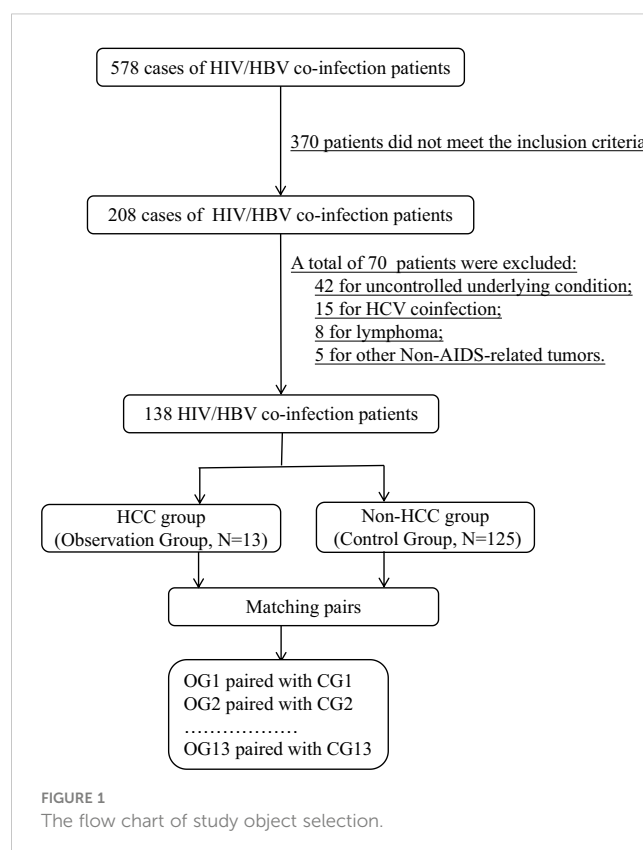 578 cases of HIV/HBV co-infection patients
370 patients did not meet the inclusion criteria
208 cases of HIV/HBV co-infection patients
A total of 70 patients were excluded:
42 for uncontrolled underlying condition;
15 for HCV coinfection;
8 for lymphoma;
5 for other Non-AIDS-related tumors.
138 HIV/HBV co-infection patients
HCC group
(Observation Group, N=13)
Non-HCC group
(Control Group, N=125)
Matching pairs
OG1 paired with CG1
OG2 paired with CG2
..................
OG13 paired with CG13
FIGURE 1
The flow chart of study object selection.